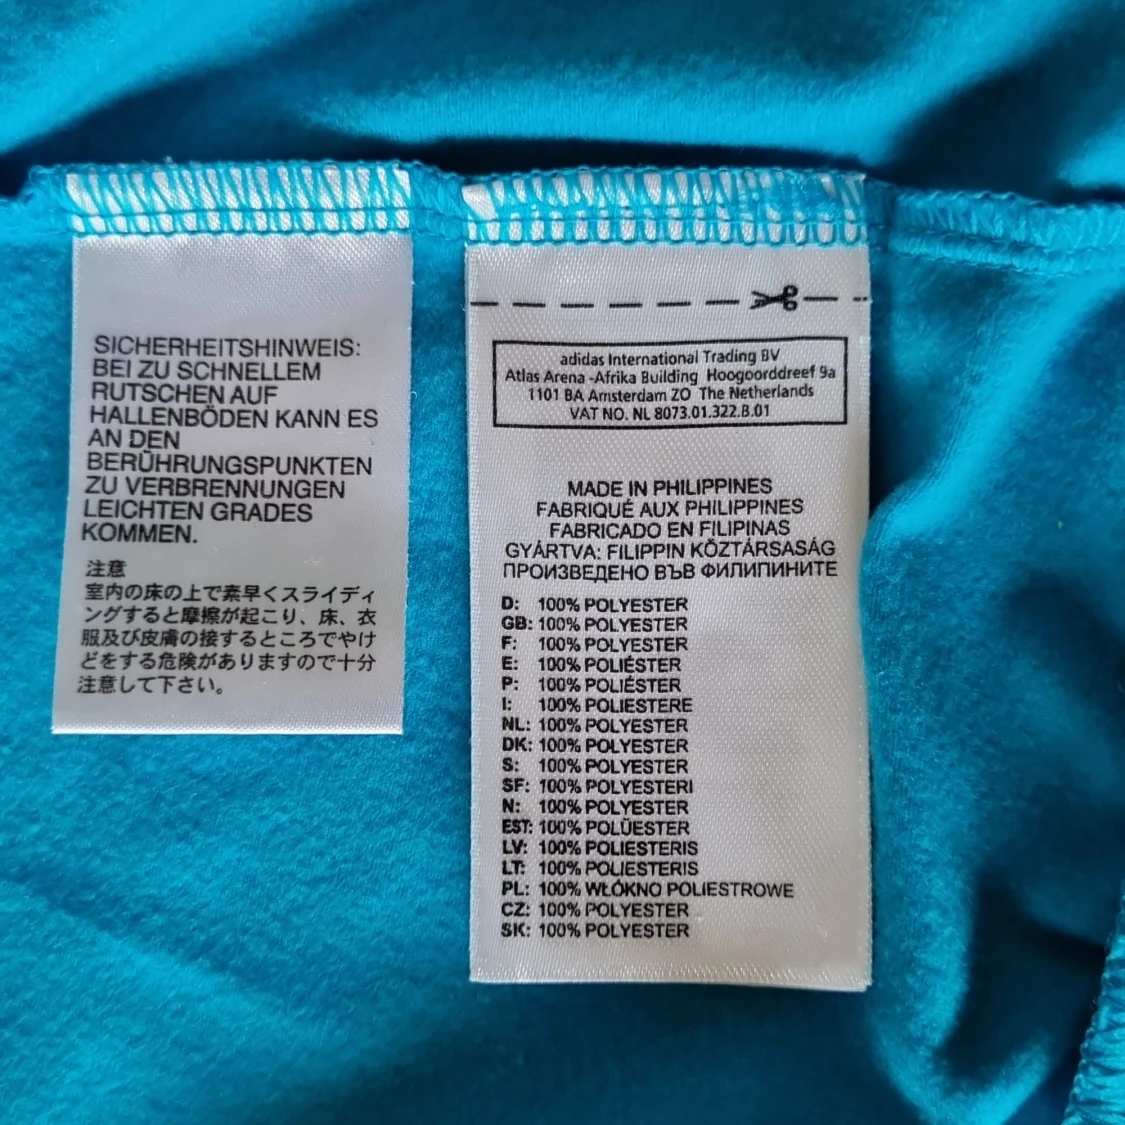 SICHERHEITSHINWEIS:
BEI ZU SCHNELLEM
RUTSCHEN AUF
HALLENBÖDEN KANN ES
AN DEN
BERÜHRUNGSPUNKTEN
ZU VERBRENNUNGEN
LEICHTEN GRADES
KOMMEN.
注意
室内の床の上で素早くスライディ
ングすると摩擦が起こり、床、衣
服及び皮膚の接するところでやけ
どをする危険がありますので十分
注意して下さい。
adidas International Trading BV
Atlas Arena -Afrika Building Hoogoorddreef 9a
1101 BA Amsterdam ZO The Netherlands
VAT NO. NL 8073.01.322.B.01
MADE IN PHILIPPINES
FABRIQUÉ AUX PHILIPPINES
FABRICADO EN FILIPINAS
GYÁRTVA: FILIPPIN KÖZTÁRSASÁG
ПРОИЗВЕДЕНО ВЪВ ФИЛИПИНИТЕ
D: 100% POLYESTER
GB: 100% POLYESTER
F: 100% POLYESTER
E: 100% POLIÉSTER
P: 100% POLIÉSTER
I: 100% POLIESTERE
NL: 100% POLYESTER
DK: 100% POLYESTER
S: 100% POLYESTER
SF: 100% POLYESTERI
N: 100% POLYESTER
EST: 100% POLÜESTER
LV: 100% POLIESTERIS
LT: 100% POLIESTERIS
PL: 100% WŁÓKNO POLIESTROWE
CZ: 100% POLYESTER
SK: 100% POLYESTER